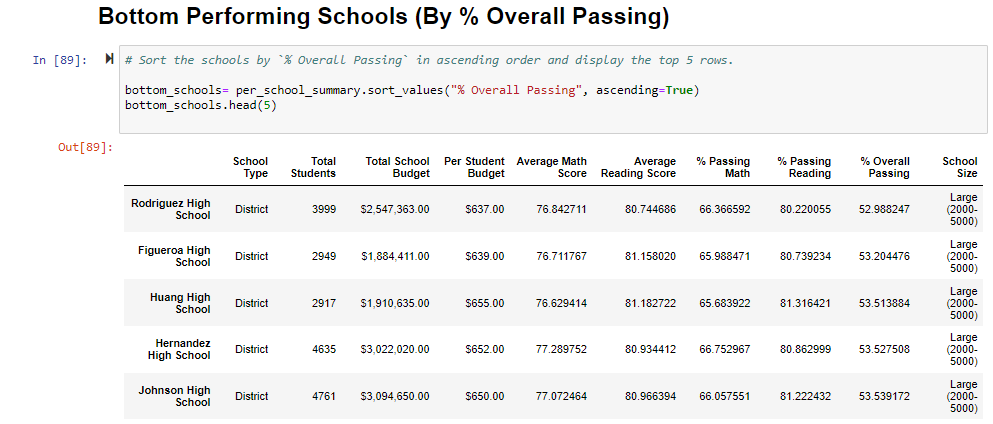 Bottom Performing Schools (By % Overall Passing)
In [89]:
# Sort the schools by `% Overall Passing` in ascending order and display the top 5 rows.
bottom_schools= per_school_summary.sort_values("% Overall Passing", ascending=True)
bottom_schools.head(5)
Out[89]:
School Type Total Students Total School Budget Per Student Budget Average Math Score Average Reading Score % Passing Math % Passing Reading % Overall Passing School Size
Rodriguez High School District 3999 $2,547,363.00 $637.00 76.842711 80.744686 66.366592 80.220055 52.988247 Large (2000-5000)
Figueroa High School District 2949 $1,884,411.00 $639.00 76.711767 81.158020 65.988471 80.739234 53.204476 Large (2000-5000)
Huang High School District 2917 $1,910,635.00 $655.00 76.629414 81.182722 65.683922 81.316421 53.513884 Large (2000-5000)
Hernandez High School District 4635 $3,022,020.00 $652.00 77.289752 80.934412 66.752967 80.862999 53.527508 Large (2000-5000)
Johnson High School District 4761 $3,094,650.00 $650.00 77.072464 80.966394 66.057551 81.222432 53.539172 Large (2000-5000)